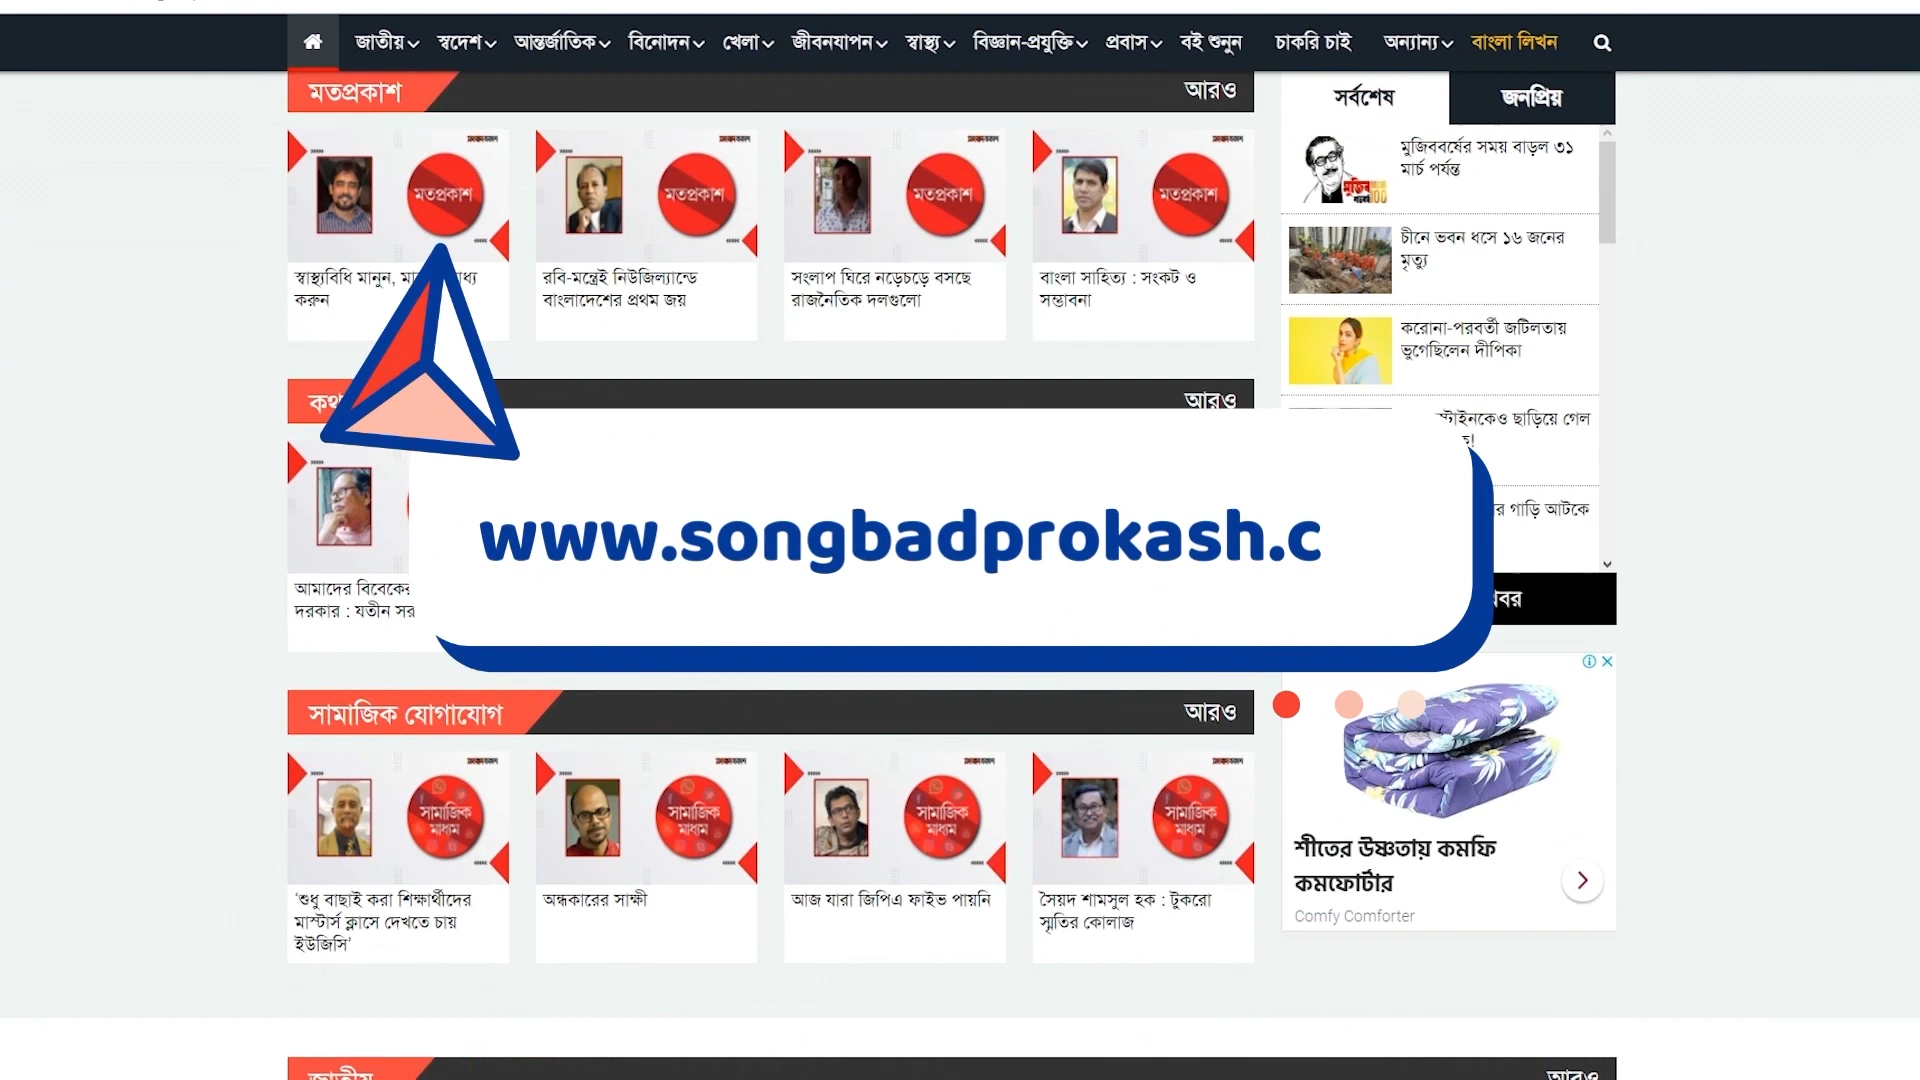 জাতীয় স্বদেশ আন্তর্জাতিক বিনোদন খেলা জীবনযাপন স্বাস্থ্য বিজ্ঞান-প্রযুক্তি প্রবাস বই শুনুন চাকরি চাই অন্যান্য বাংলা লিখন
মতপ্রকাশ আরও
মতপ্রকাশ
মতপ্রকাশ
মতপ্রকাশ
মতপ্রকাশ
স্বাস্থ্যবিধি মানুন,
করুন
রবি-মন্ত্রেই নিউজিল্যান্ডে
বাংলাদেশের প্রথম জয়
সংলাপ ঘিরে নড়েচড়ে বসছে
রাজনৈতিক দলগুলো
বাংলা সাহিত্য : সংকট ও
সম্ভাবনা
সর্বশেষ জনপ্রিয়
মুজিববর্ষের সময় বাড়ল ৩১
মার্চ পর্যন্ত
চীনে ভবন ধসে ১৬ জনের
মৃত্যু
করোনা-পরবর্তী জটিলতায়
ভুগেছিলেন দীপিকা
ছাড়িয়ে গেল
গাড়ি আটকে
আরও
www.songbadprokash.c
আমাদের বিবেকের
দরকার : যতীন সর
সামাজিক যোগাযোগ আরও
সামাজিক
মাধ্যম
সামাজিক
মাধ্যম
সামাজিক
মাধ্যম
সামাজিক
মাধ্যম
‘শুধু বাছাই করা শিক্ষার্থীদের
মাস্টার্স ক্লাসে দেখতে চায়
ইউজিসি’
অন্ধকারের সাক্ষী
আজ যারা জিপিএ ফাইভ পায়নি
সৈয়দ শামসুল হক : টুকরো
স্মৃতির কোলাজ
শীতের উষ্ণতায় কমফি
কমফোর্টার
Comfy Comforter
জাতীয় আরও